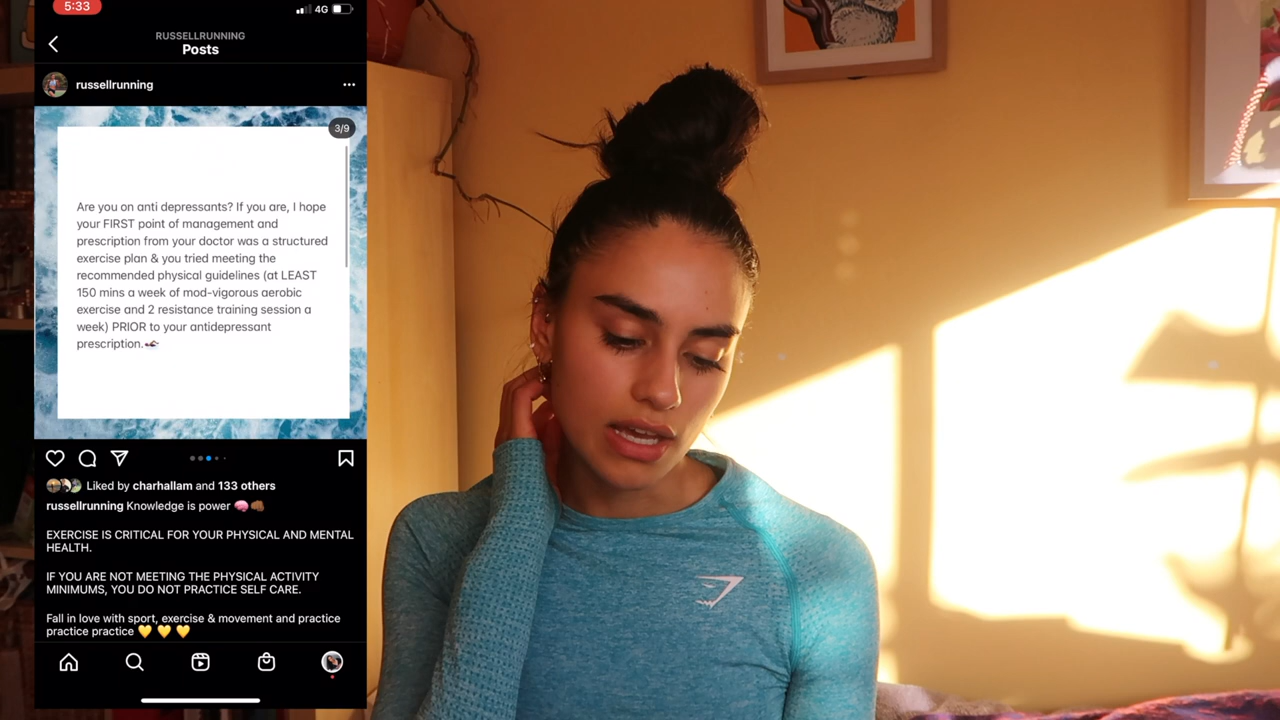 5:33
4G
RUSSELLRUNNING
Posts
russellrunning
3/9
Are you on anti depressants? If you are, I hope
your FIRST point of management and
prescription from your doctor was a structured
exercise plan & you tried meeting the
recommended physical guidelines (at LEAST
150 mins a week of mod-vigorous aerobic
exercise and 2 resistance training session a
week) PRIOR to your antidepressant
prescription.
Liked by charhallam and 133 others
russellrunning Knowledge is power 🧠👊🏾
EXERCISE IS CRITICAL FOR YOUR PHYSICAL AND MENTAL
HEALTH.
IF YOU ARE NOT MEETING THE PHYSICAL ACTIVITY
MINIMUMS, YOU DO NOT PRACTICE SELF CARE.
Fall in love with sport, exercise & movement and practice
practice practice 💛 💛 💛